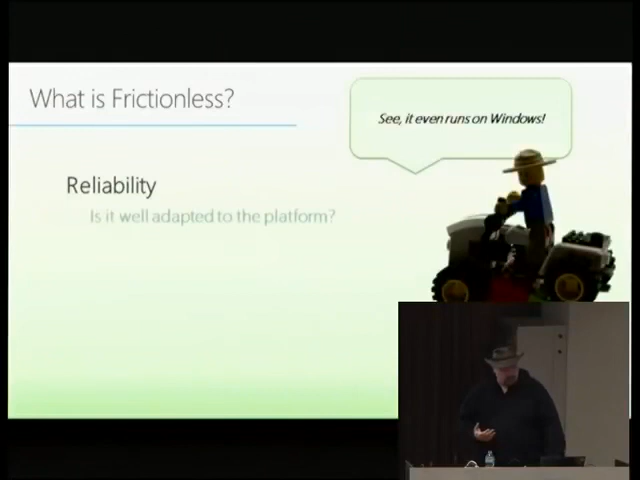 What is Frictionless?
See, it even runs on Windows!
Reliability
Is it well adapted to the platform?